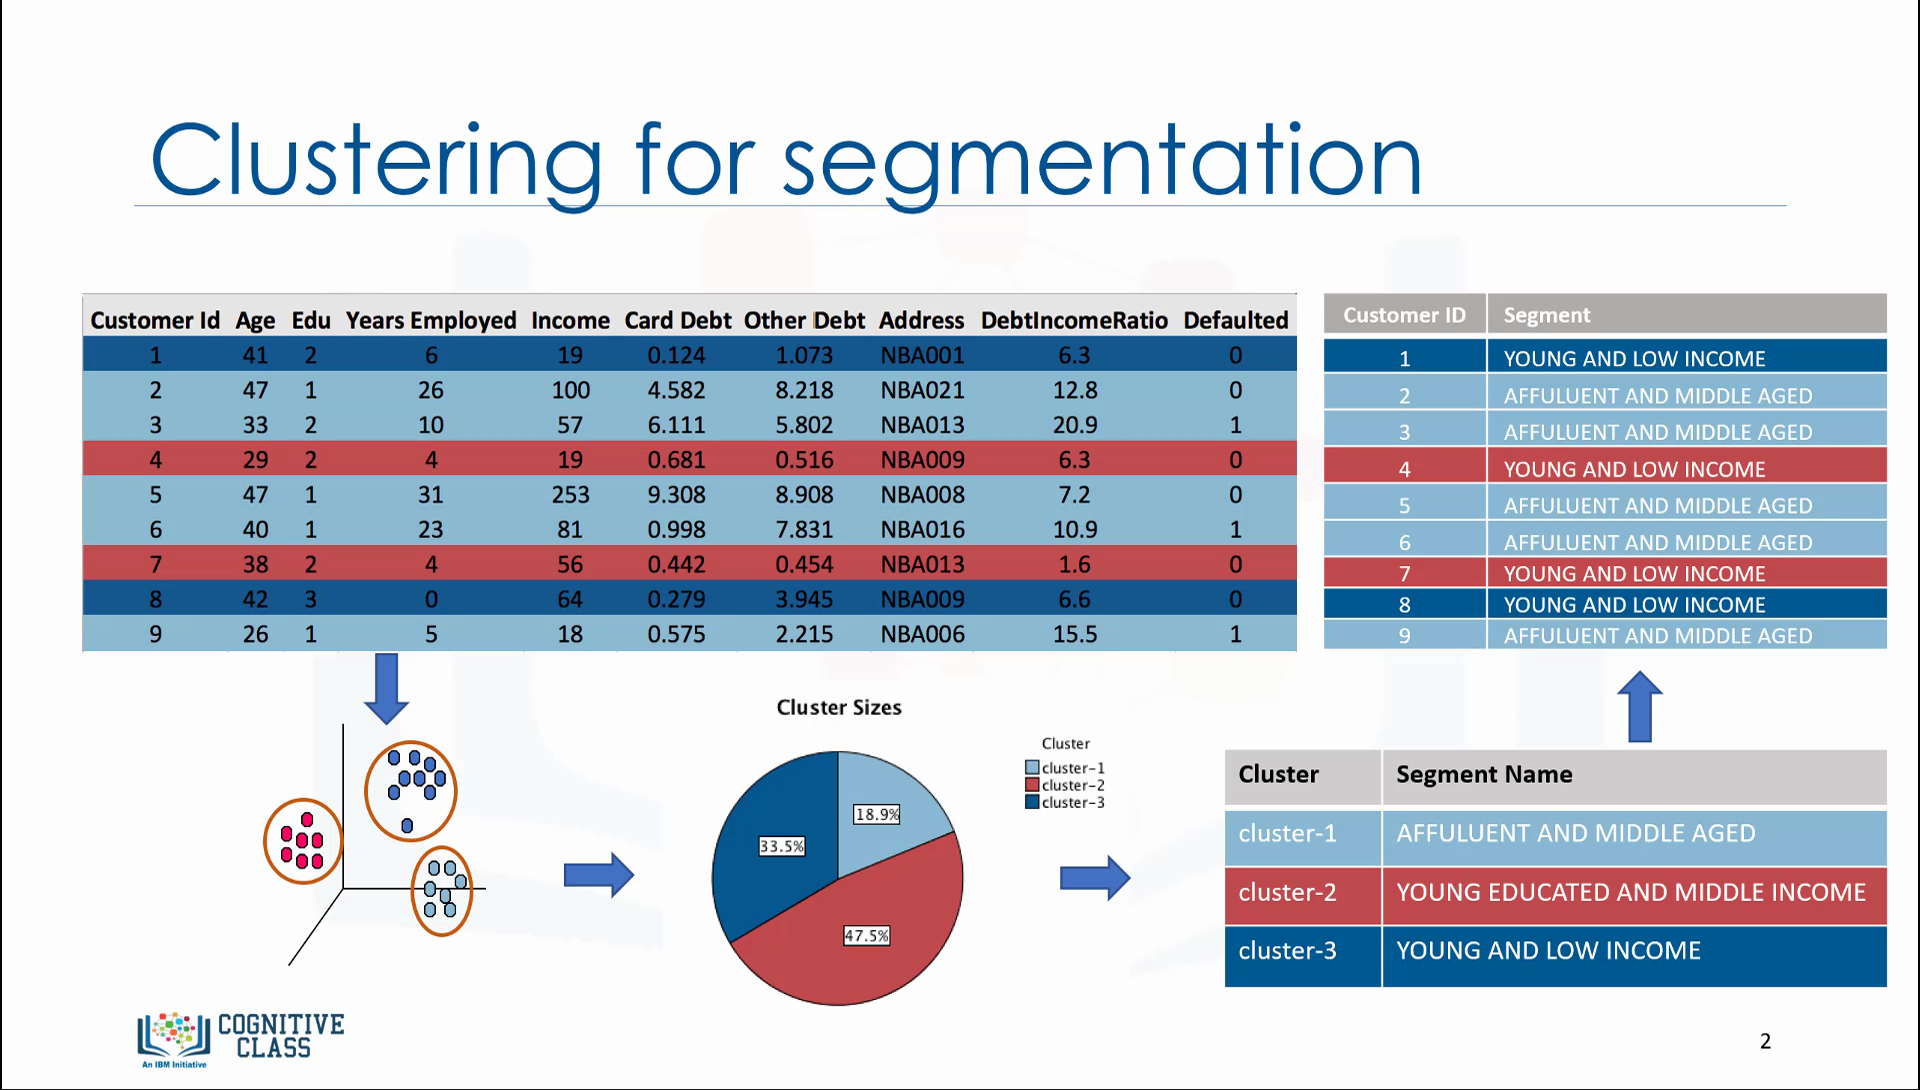 Clustering for segmentation
Customer Id Age Edu Years Employed Income Card Debt Other Debt Address DebtIncomeRatio Defaulted
1 41 2 6 19 0.124 1.073 NBA001 6.3 0
2 47 1 26 100 4.582 8.218 NBA021 12.8 0
3 33 2 10 57 6.111 5.802 NBA013 20.9 1
4 29 2 4 19 0.681 0.516 NBA009 6.3 0
5 47 1 31 253 9.308 8.908 NBA008 7.2 0
6 40 1 23 81 0.998 7.831 NBA016 10.9 1
7 38 2 4 56 0.442 0.454 NBA013 1.6 0
8 42 3 0 64 0.279 3.945 NBA009 6.6 0
9 26 1 5 18 0.575 2.215 NBA006 15.5 1
Customer ID Segment
1 YOUNG AND LOW INCOME
2 AFFULUENT AND MIDDLE AGED
3 AFFULUENT AND MIDDLE AGED
4 YOUNG AND LOW INCOME
5 AFFULUENT AND MIDDLE AGED
6 AFFULUENT AND MIDDLE AGED
7 YOUNG AND LOW INCOME
8 YOUNG AND LOW INCOME
9 AFFULUENT AND MIDDLE AGED
Cluster Sizes
18.9%
33.5%
47.5%
Cluster
cluster-1
cluster-2
cluster-3
Cluster Segment Name
cluster-1 AFFULUENT AND MIDDLE AGED
cluster-2 YOUNG EDUCATED AND MIDDLE INCOME
cluster-3 YOUNG AND LOW INCOME
COGNITIVE
CLASS
An IBM Initiative
2